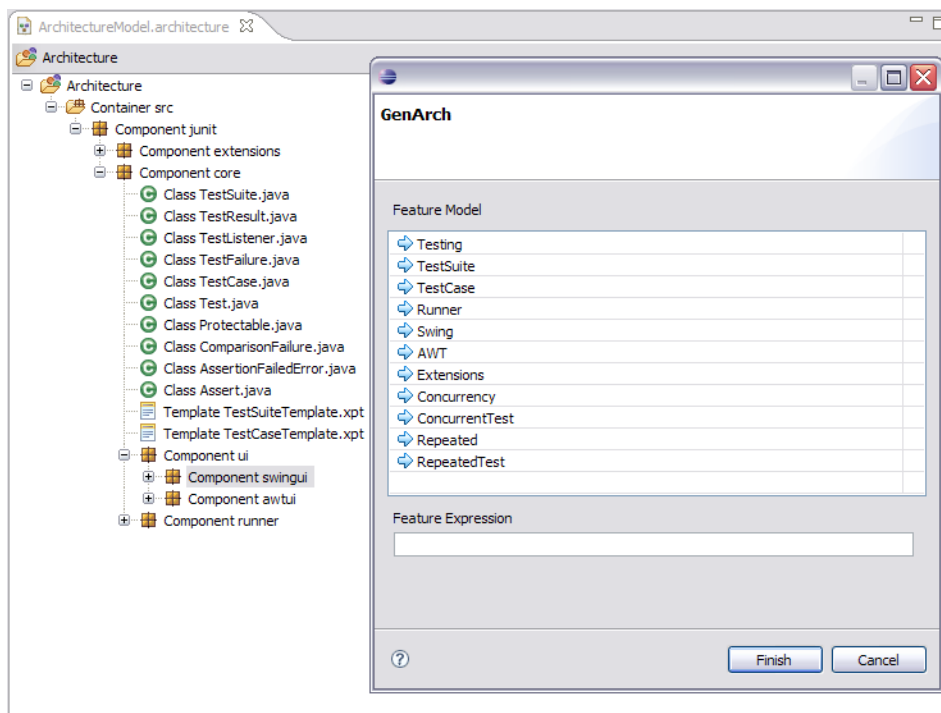 ArchitectureModel.architecture
Architecture
Architecture
Container src
Component junit
Component extensions
Component core
Class TestSuite.java
Class TestResult.java
Class TestListener.java
Class TestFailure.java
Class TestCase.java
Class Test.java
Class Protectable.java
Class ComparisonFailure.java
Class AssertionFailedError.java
Class Assert.java
Template TestSuiteTemplate.xpt
Template TestCaseTemplate.xpt
Component ui
Component swingui
Component awtui
Component runner
GenArch
Feature Model
Testing
TestSuite
TestCase
Runner
Swing
AWT
Extensions
Concurrency
ConcurrentTest
Repeated
RepeatedTest
Feature Expression
Finish
Cancel